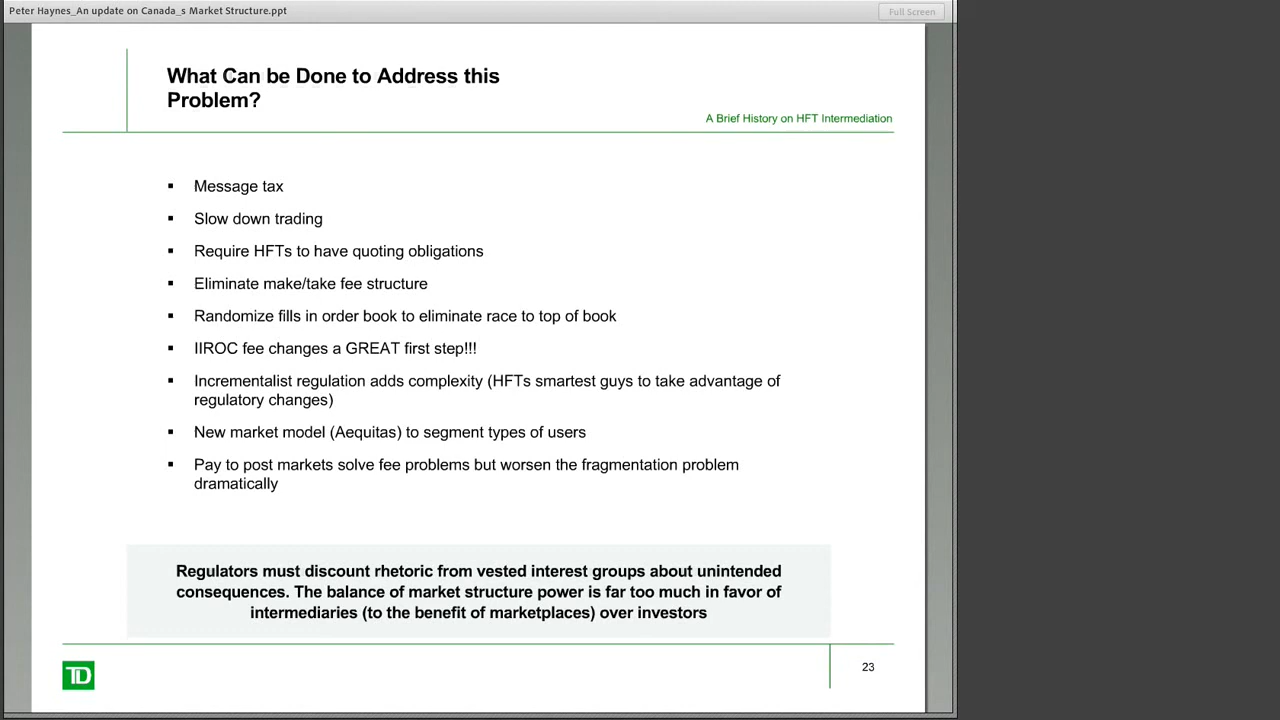 Peter Haynes_An update on Canada_s Market Structure.ppt
Full Screen
What Can be Done to Address this
Problem?
A Brief History on HFT Intermediation
▪ Message tax
▪ Slow down trading
▪ Require HFTs to have quoting obligations
▪ Eliminate make/take fee structure
▪ Randomize fills in order book to eliminate race to top of book
▪ IIROC fee changes a GREAT first step!!!
▪ Incrementalist regulation adds complexity (HFTs smartest guys to take advantage of
regulatory changes)
▪ New market model (Aequitas) to segment types of users
▪ Pay to post markets solve fee problems but worsen the fragmentation problem
dramatically
Regulators must discount rhetoric from vested interest groups about unintended
consequences. The balance of market structure power is far too much in favor of
intermediaries (to the benefit of marketplaces) over investors
TD
23